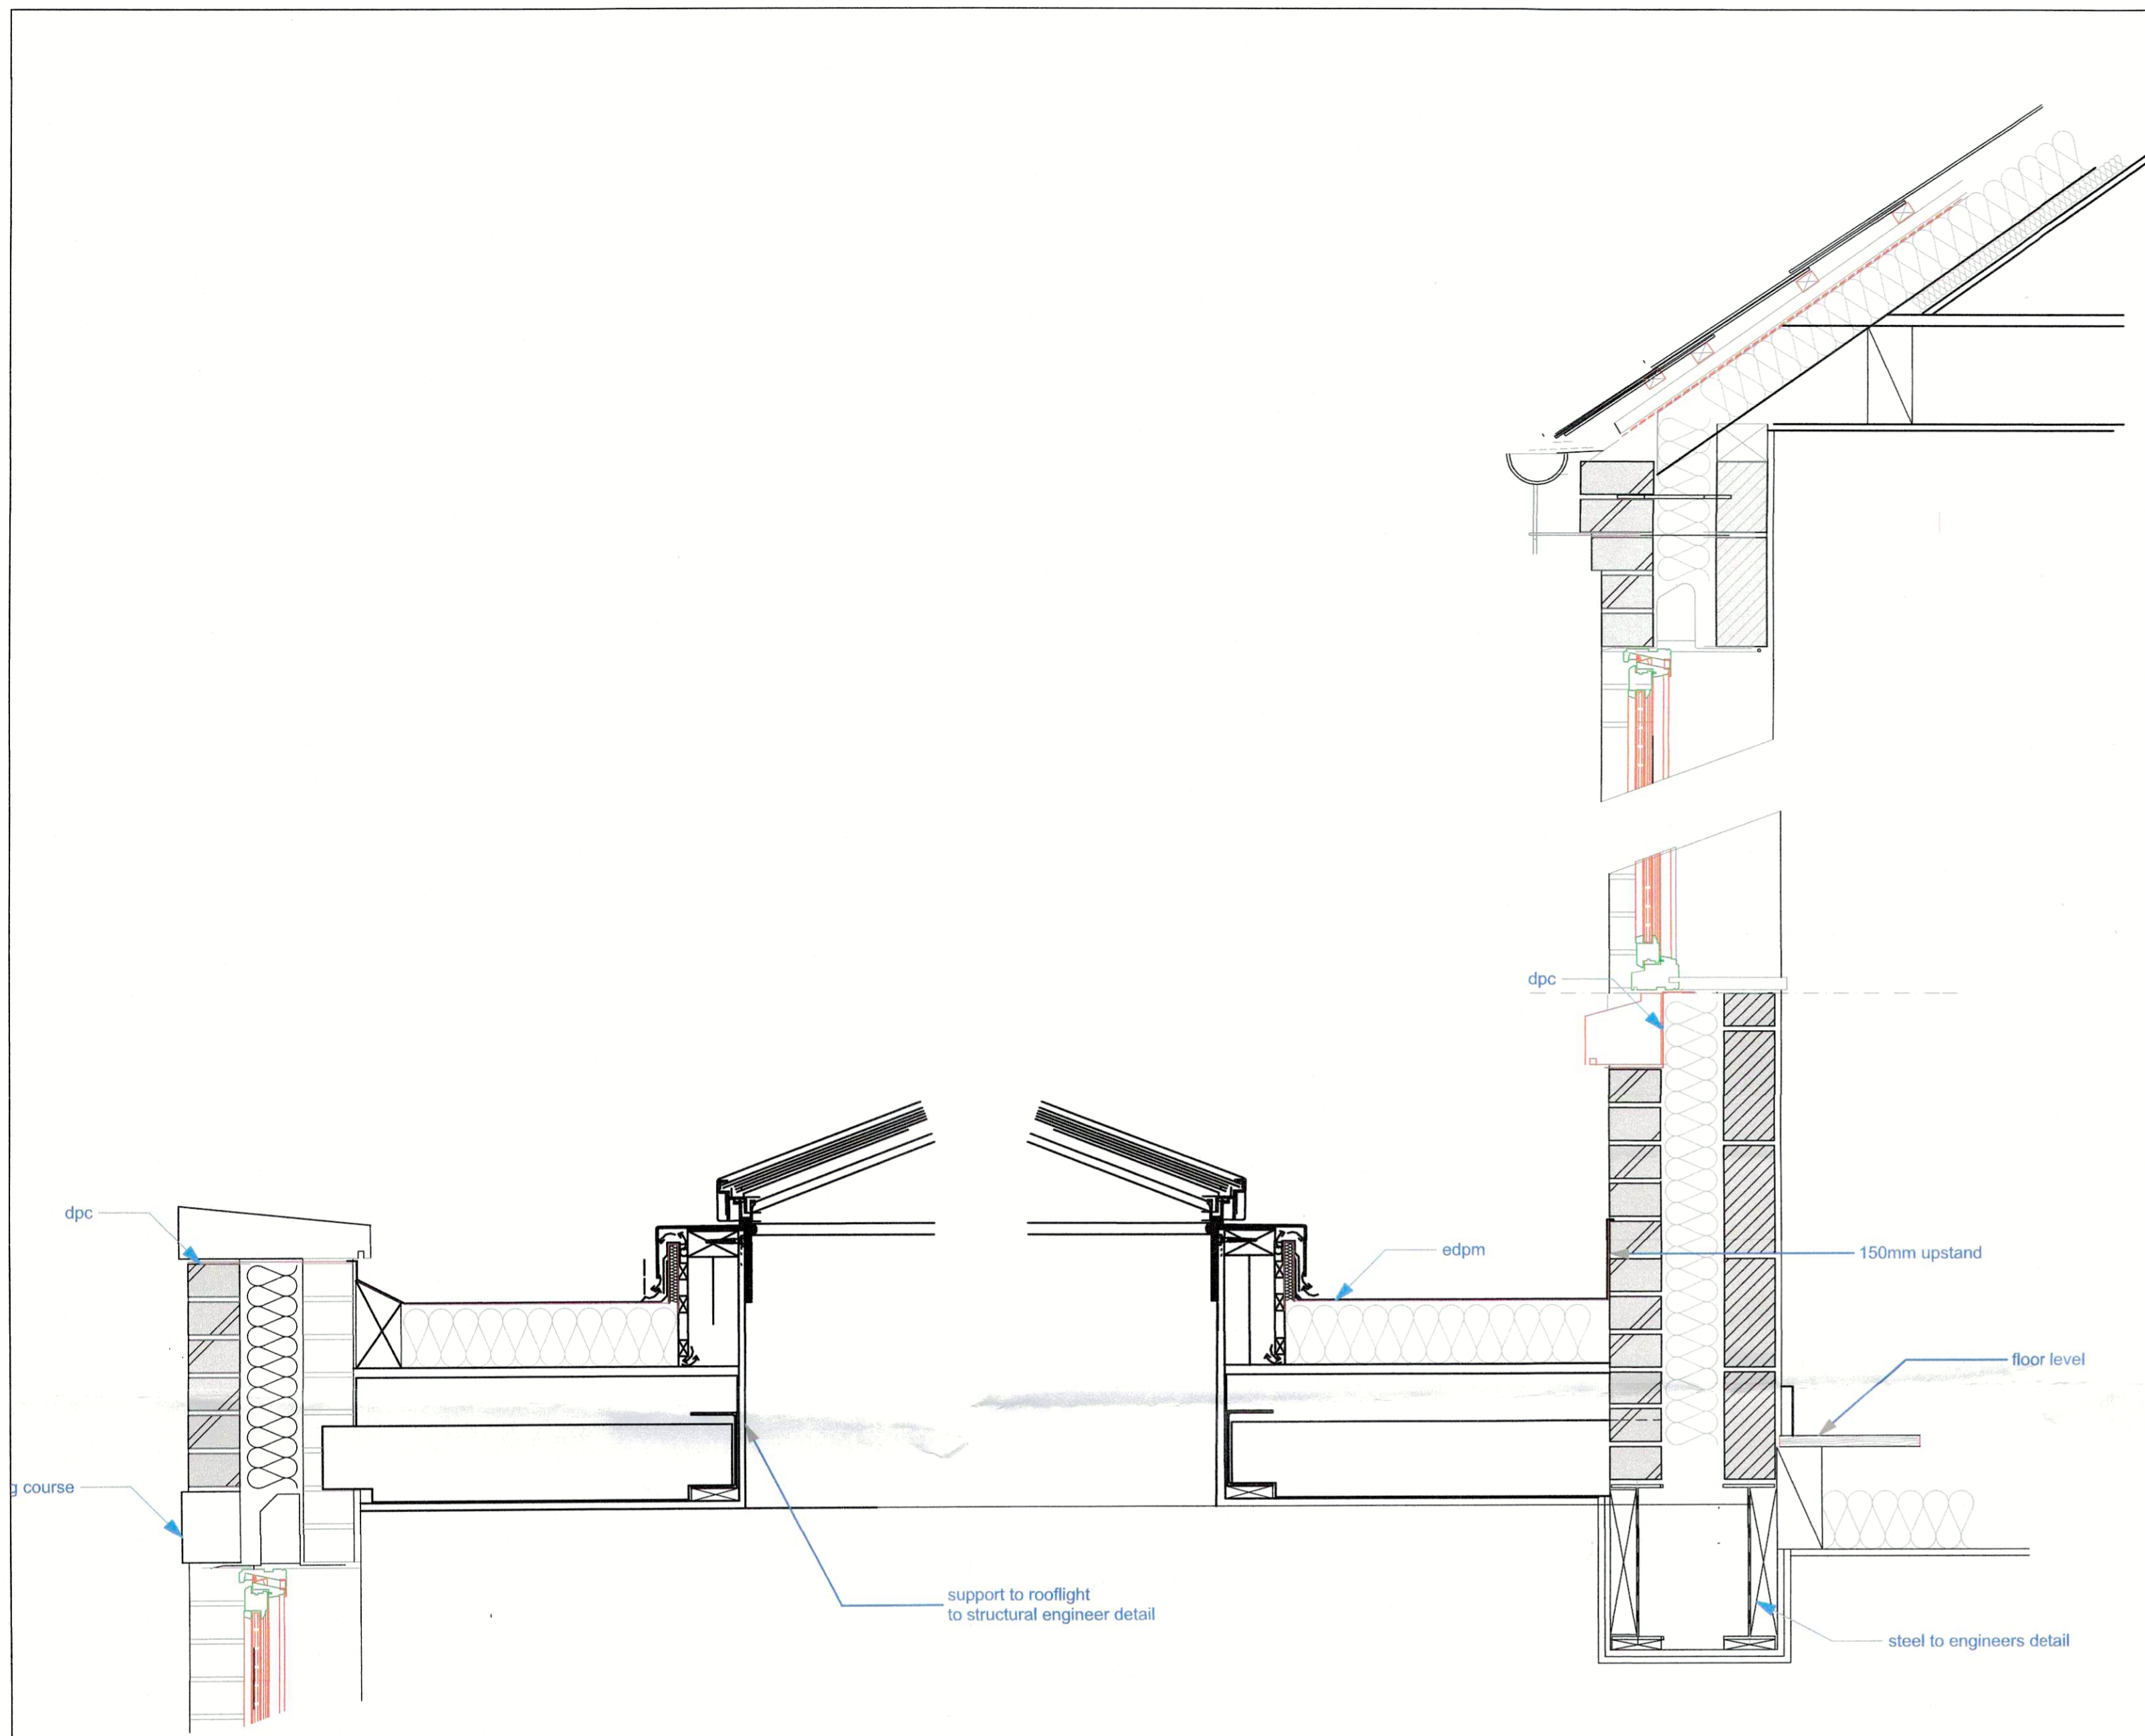 dpc
dpc
edpm
150mm upstand
floor level
g course
support to rooflight
to structural engineer detail
steel to engineers detail